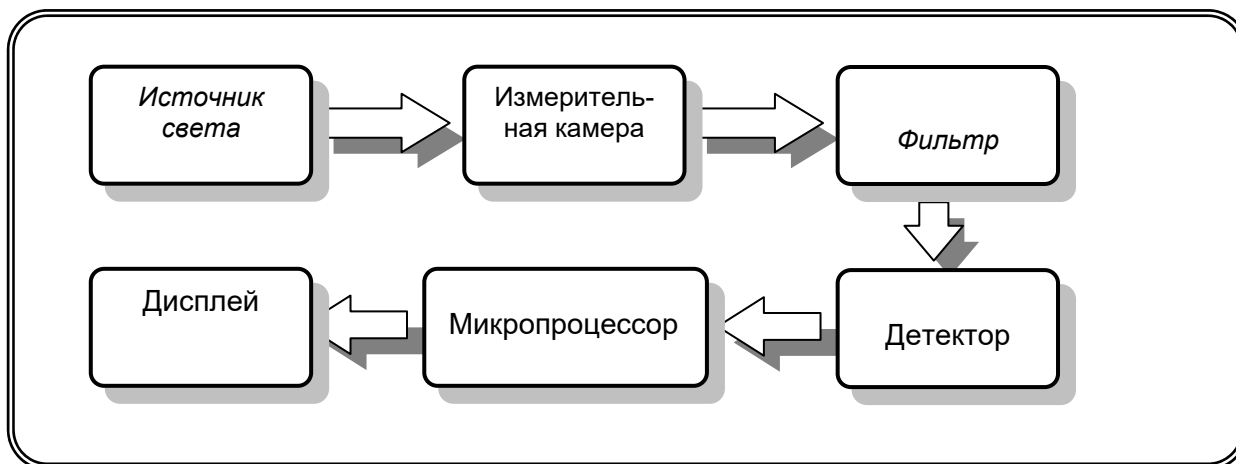 Источник
света
Измеритель-
ная камера
Фильтр
Детектор
Микропроцессор
Дисплей